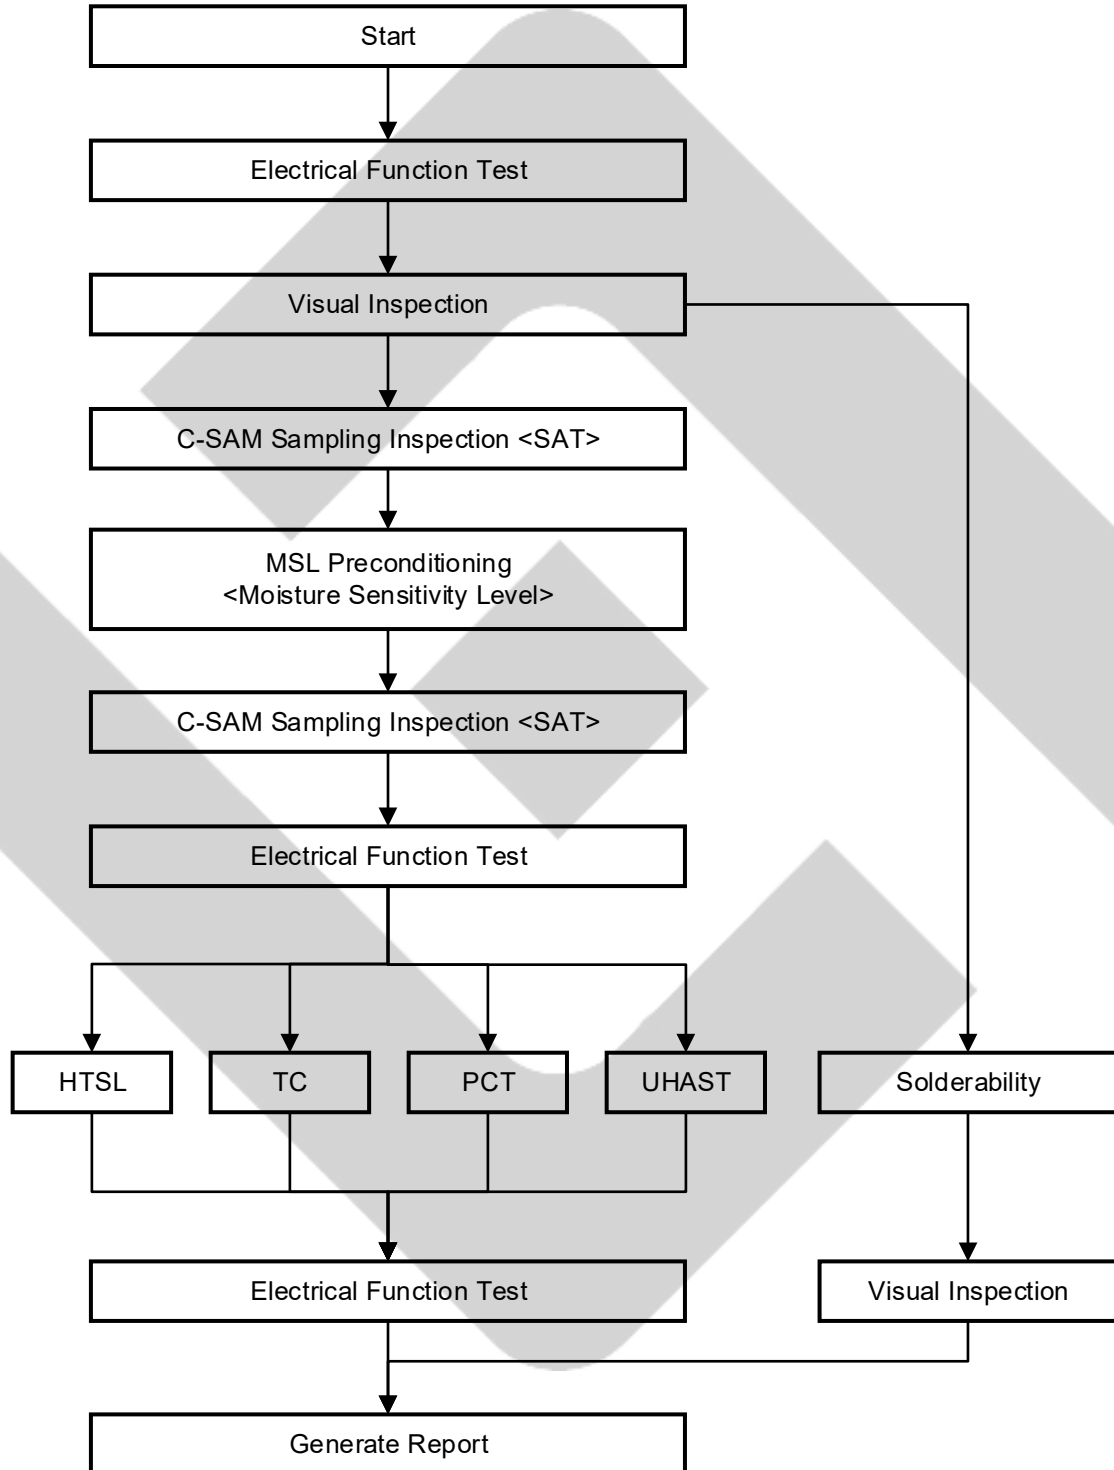 Start
Electrical Function Test
Visual Inspection
C-SAM Sampling Inspection <SAT>
MSL Preconditioning
<Moisture Sensitivity Level>
C-SAM Sampling Inspection <SAT>
Electrical Function Test
HTSL
TC
PCT
UHAST
Solderability
Electrical Function Test
Visual Inspection
Generate Report